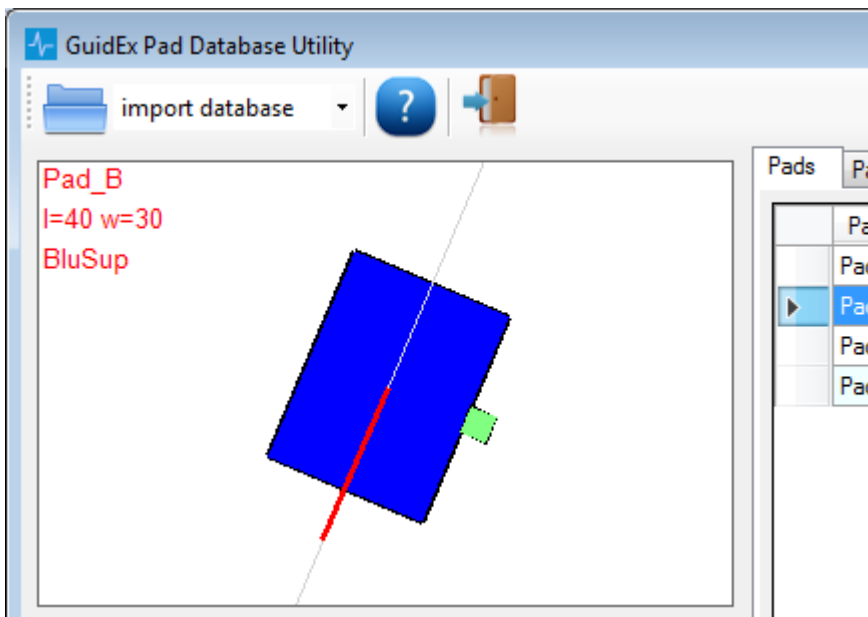 GuidEx Pad Database Utility
import database
?
Pad_B
l=40 w=30
BluSup
Pads